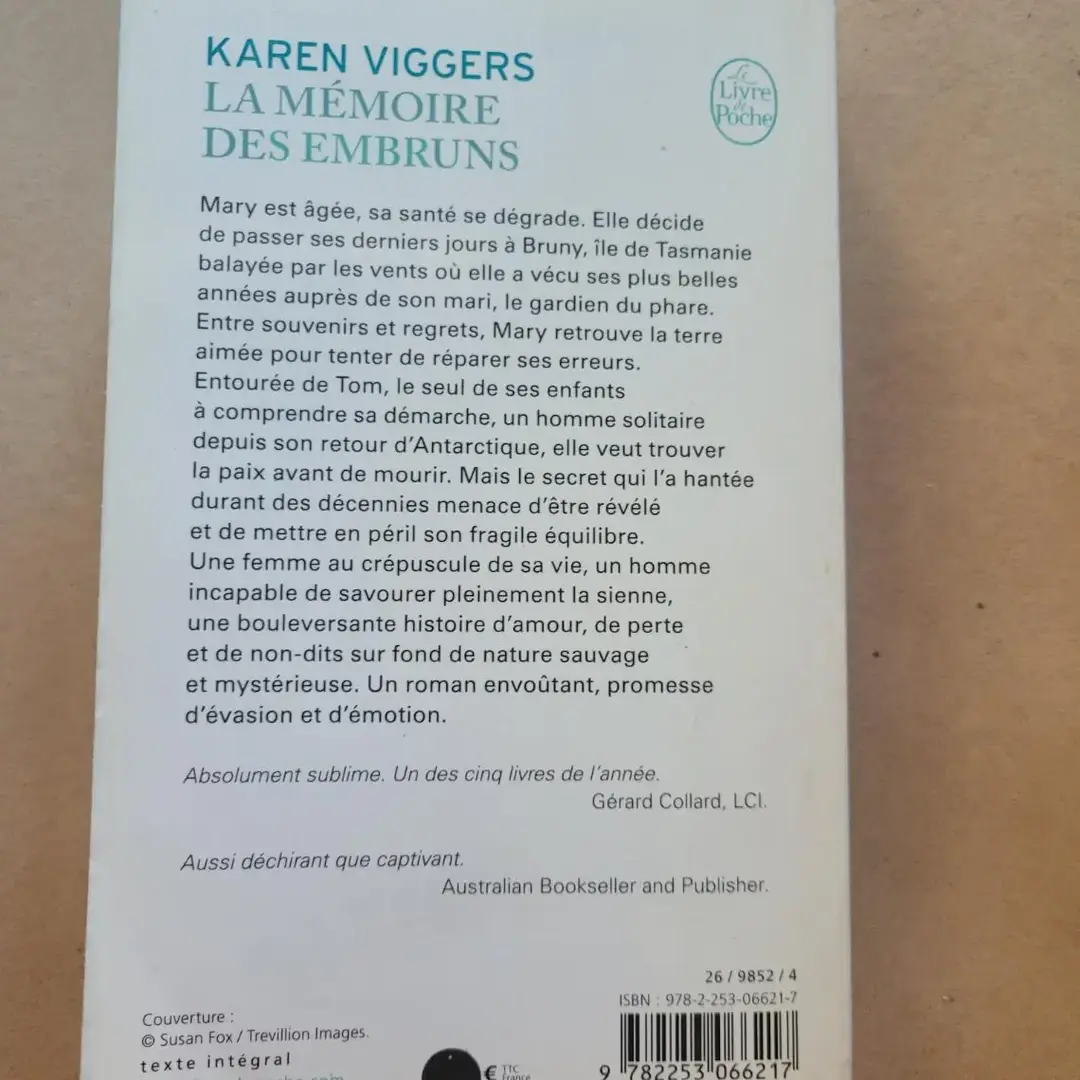 KAREN VIGGERS
LA MÉMOIRE
DES EMBRUNS
Le
Livre
de
Poche
Mary est âgée, sa santé se dégrade. Elle décide
de passer ses derniers jours à Bruny, île de Tasmanie
balayée par les vents où elle a vécu ses plus belles
années auprès de son mari, le gardien du phare.
Entre souvenirs et regrets, Mary retrouve la terre
aimée pour tenter de réparer ses erreurs.
Entourée de Tom, le seul de ses enfants
à comprendre sa démarche, un homme solitaire
depuis son retour d'Antarctique, elle veut trouver
la paix avant de mourir. Mais le secret qui l'a hantée
durant des décennies menace d'être révélé
et de mettre en péril son fragile équilibre.
Une femme au crépuscule de sa vie, un homme
incapable de savourer pleinement la sienne,
une bouleversante histoire d'amour, de perte
et de non-dits sur fond de nature sauvage
et mystérieuse. Un roman envoûtant, promesse
d'évasion et d'émotion.
Absolument sublime. Un des cinq livres de l'année.
Gérard Collard, LCI.
Aussi déchirant que captivant.
Australian Bookseller and Publisher.
26 / 9852 / 4
ISBN : 978-2-253-06621-7
Couverture :
© Susan Fox / Trevillion Images.
texte intégral
€ TTC
France
9 782253 066217